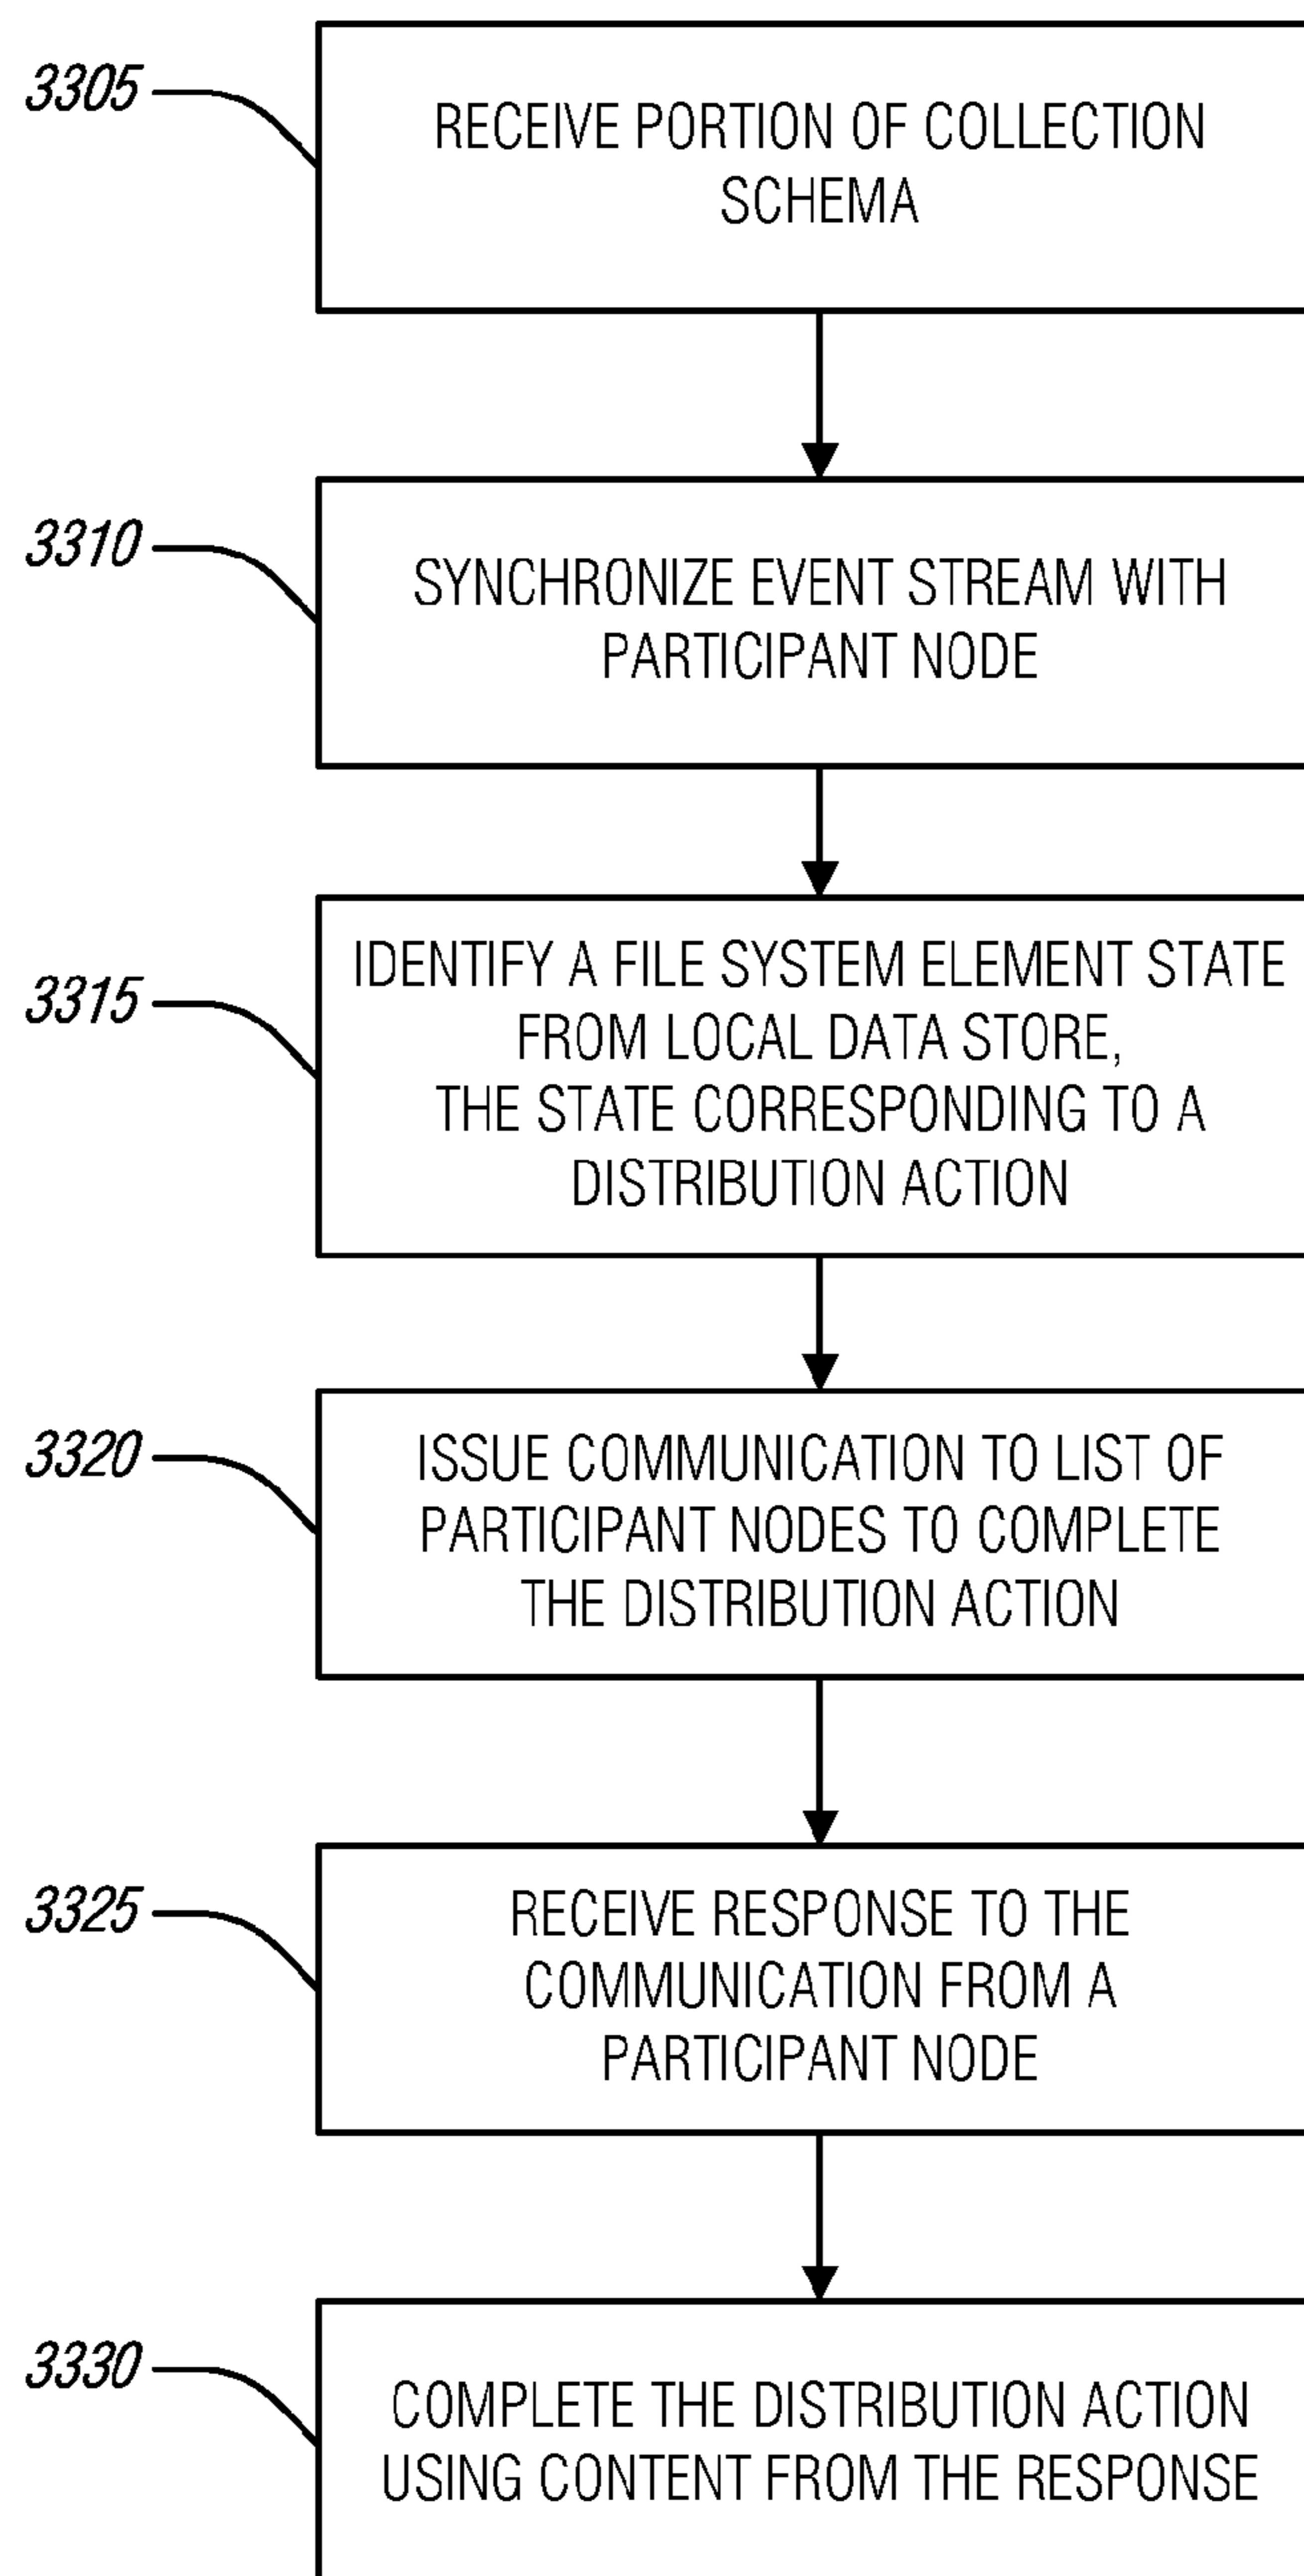 3305
RECEIVE PORTION OF COLLECTION
SCHEMA
3310
SYNCHRONIZE EVENT STREAM WITH
PARTICIPANT NODE
3315
IDENTIFY A FILE SYSTEM ELEMENT STATE
FROM LOCAL DATA STORE,
THE STATE CORRESPONDING TO A
DISTRIBUTION ACTION
3320
ISSUE COMMUNICATION TO LIST OF
PARTICIPANT NODES TO COMPLETE
THE DISTRIBUTION ACTION
3325
RECEIVE RESPONSE TO THE
COMMUNICATION FROM A
PARTICIPANT NODE
3330
COMPLETE THE DISTRIBUTION ACTION
USING CONTENT FROM THE RESPONSE